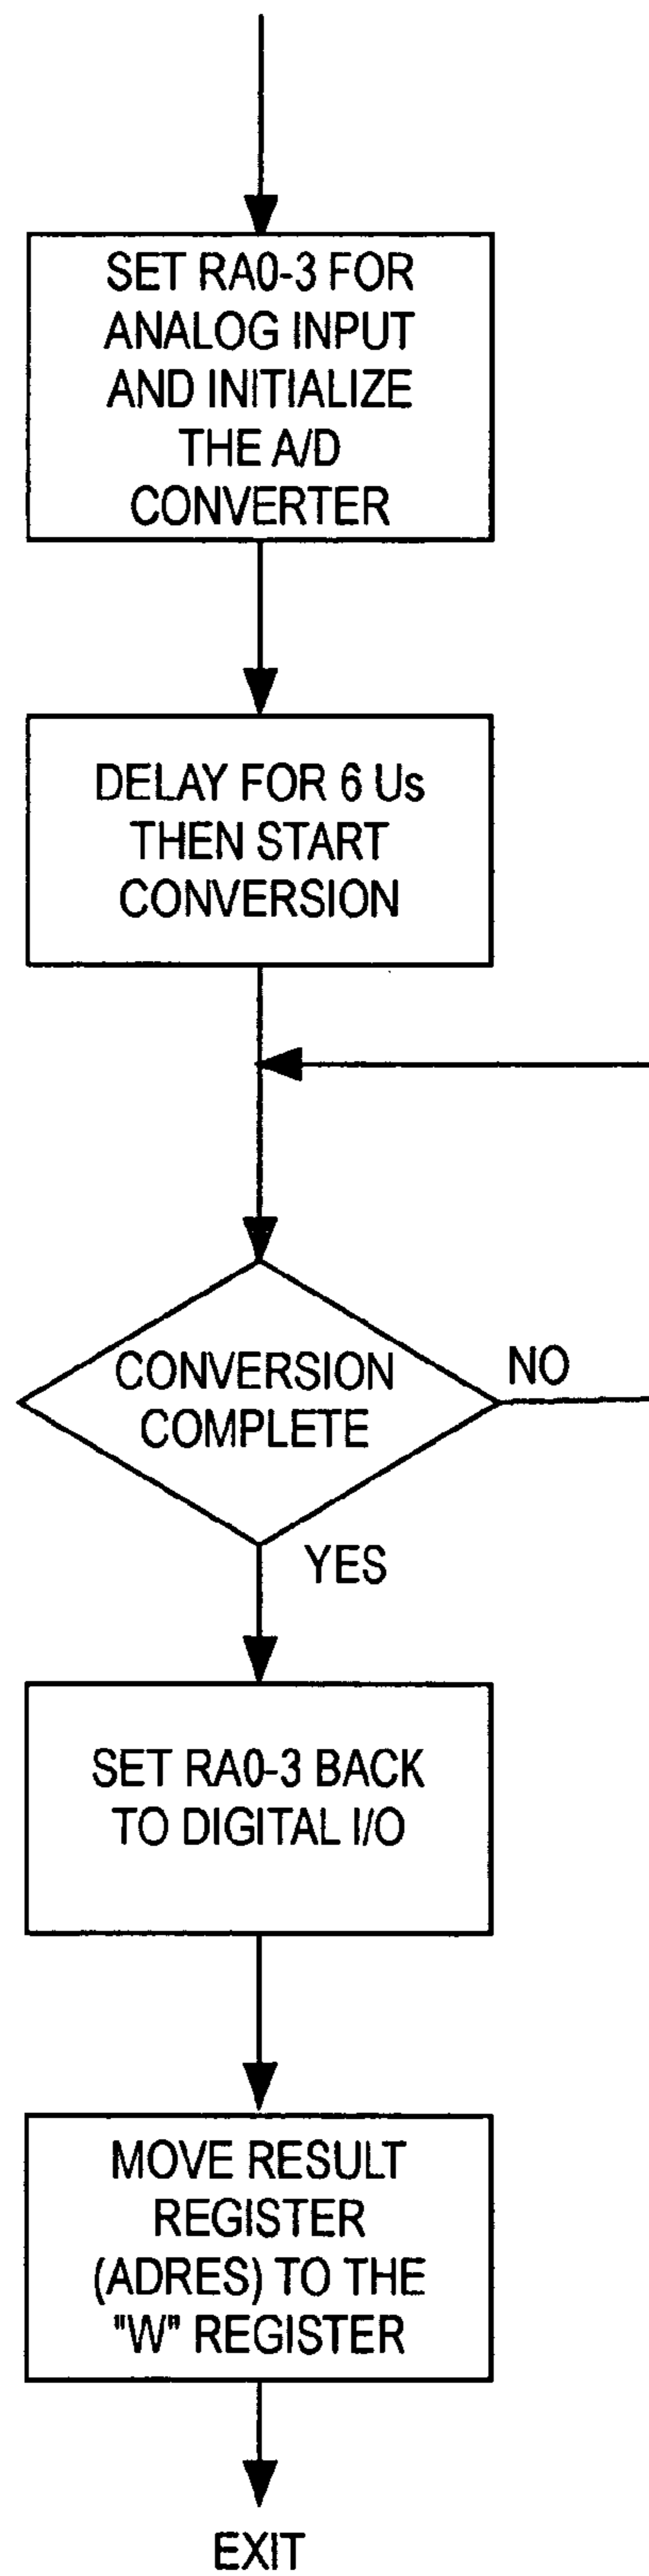 SET RA0-3 FOR
ANALOG INPUT
AND INITIALIZE
THE A/D
CONVERTER
DELAY FOR 6 Us
THEN START
CONVERSION
CONVERSION
COMPLETE
NO
YES
SET RA0-3 BACK
TO DIGITAL I/O
MOVE RESULT
REGISTER
(ADRES) TO THE
"W" REGISTER
EXIT